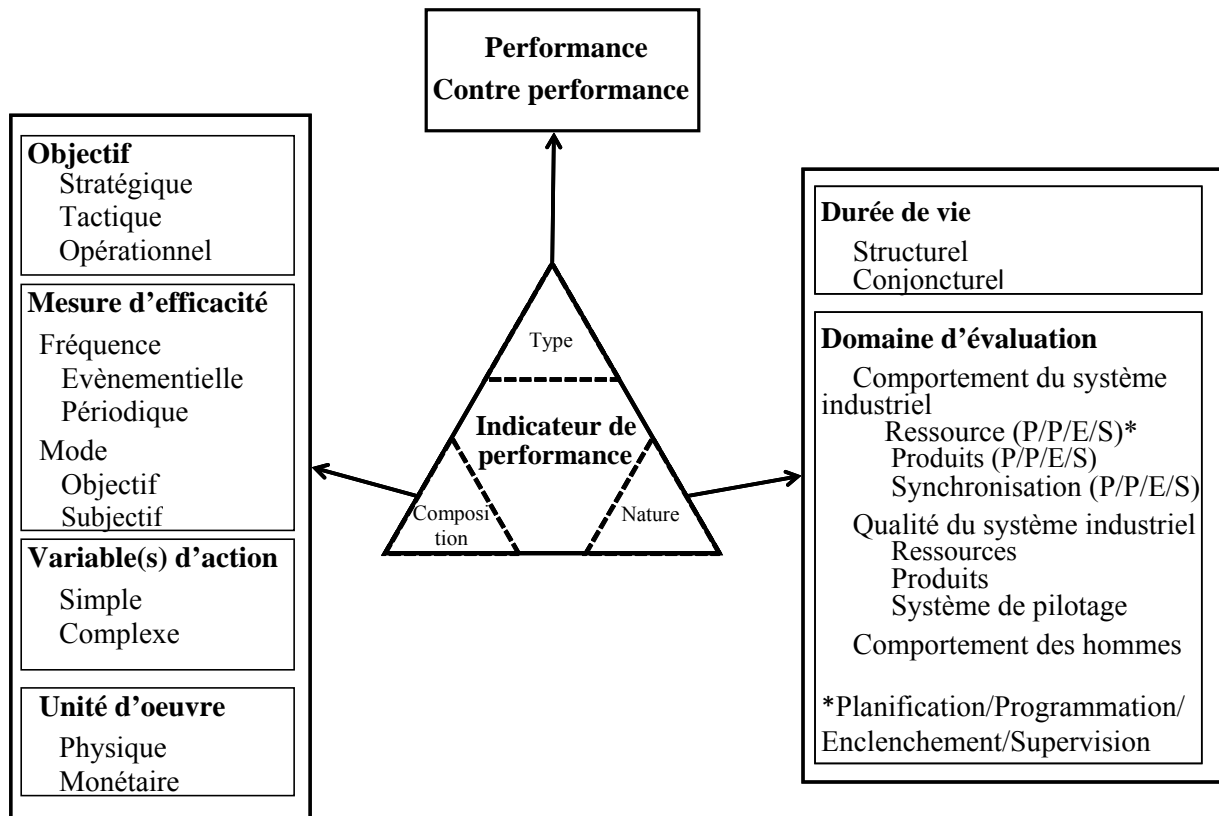 Performance
Contre performance
Objectif
Stratégique
Tactique
Opérationnel
Mesure d’efficacité
Fréquence
Evènementielle
Périodique
Mode
Objectif
Subjectif
Variable(s) d’action
Simple
Complexe
Unité d’oeuvre
Physique
Monétaire
Type
Indicateur de
performance
Composi
tion
Nature
Durée de vie
Structurel
Conjoncturel
Domaine d’évaluation
Comportement du système
industriel
Ressource (P/P/E/S)*
Produits (P/P/E/S)
Synchronisation (P/P/E/S)
Qualité du système industriel
Ressources
Produits
Système de pilotage
Comportement des hommes
*Planification/Programmation/
Enclenchement/Supervision